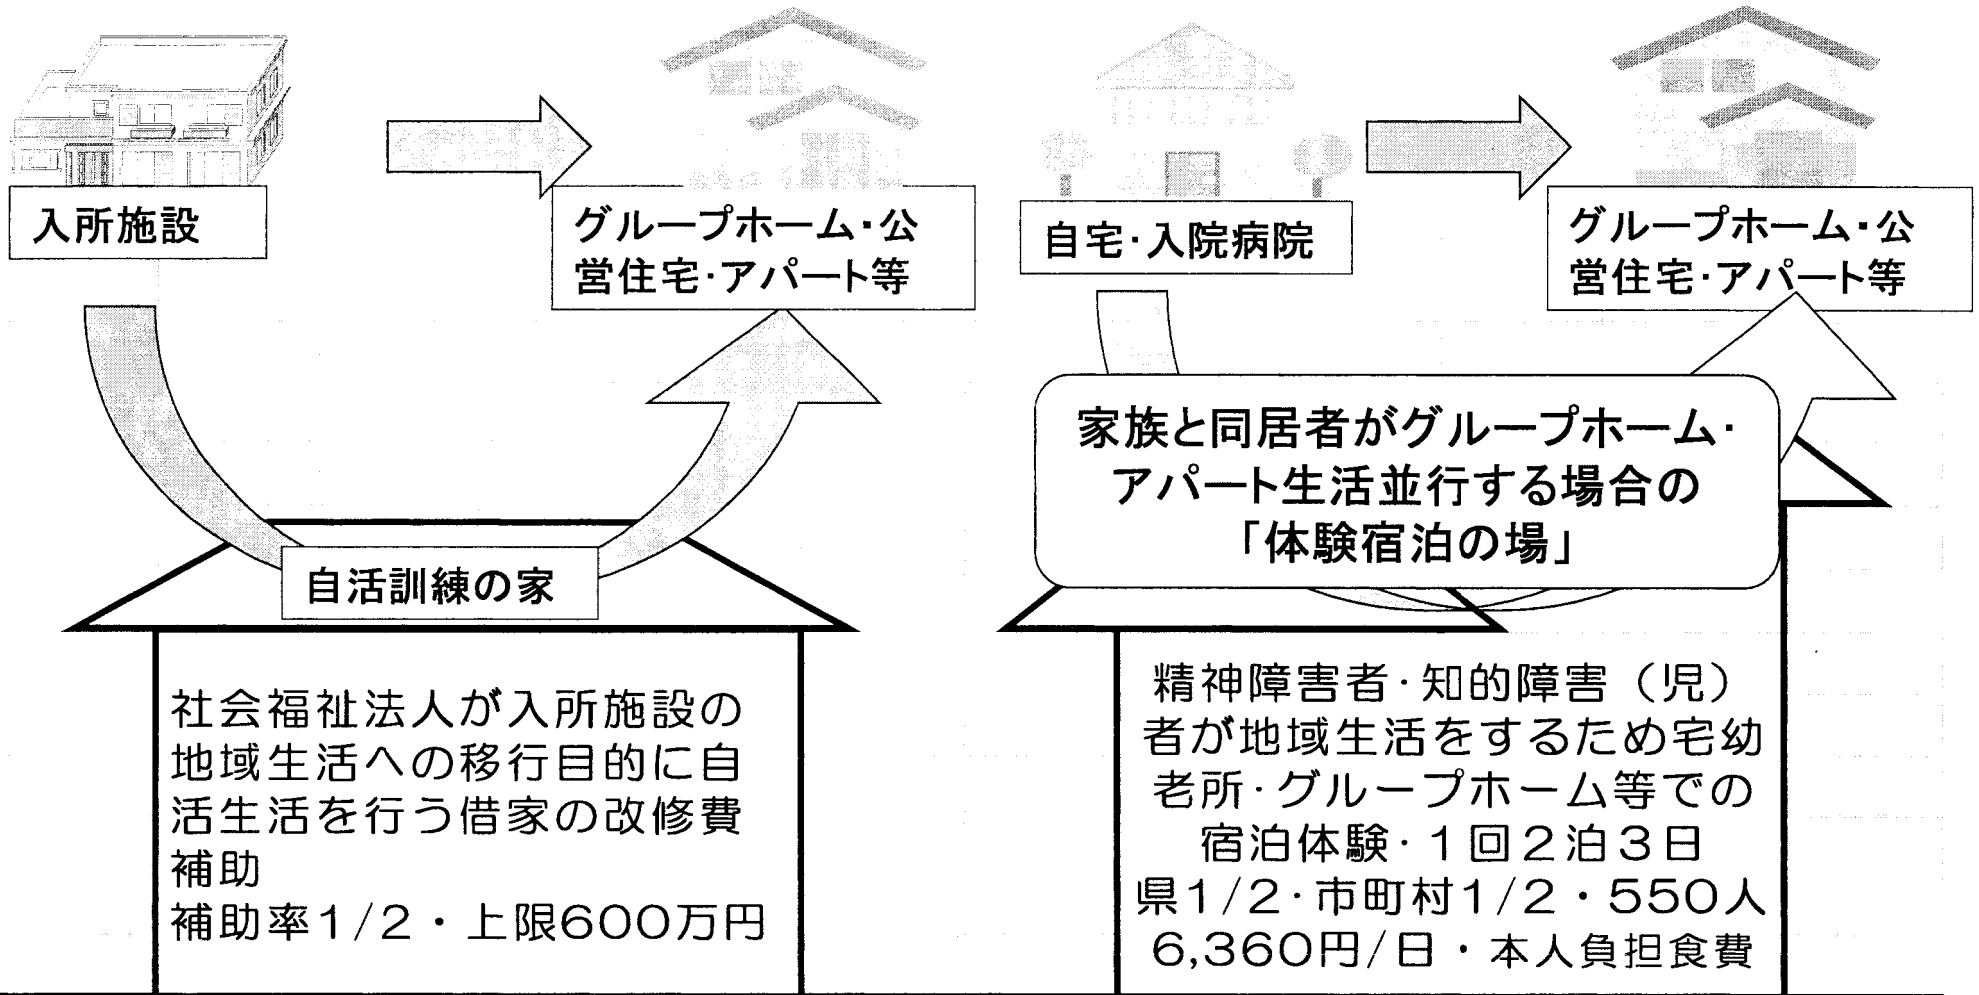 入所施設
グループホーム・公
営住宅・アパート等
自活訓練の家
社会福祉法人が入所施設の
地域生活への移行目的に自
活生活を行う借家の改修費
補助
補助率1/2・上限600万円
自宅・入院病院
グループホーム・公
営住宅・アパート等
家族と同居者がグループホーム・
アパート生活並行する場合の
「体験宿泊の場」
精神障害者・知的障害（児）
者が地域生活をするため宅幼
老所・グループホーム等での
宿泊体験・1回2泊3日
県1/2・市町村1/2・550人
6,360円/日・本人負担食費